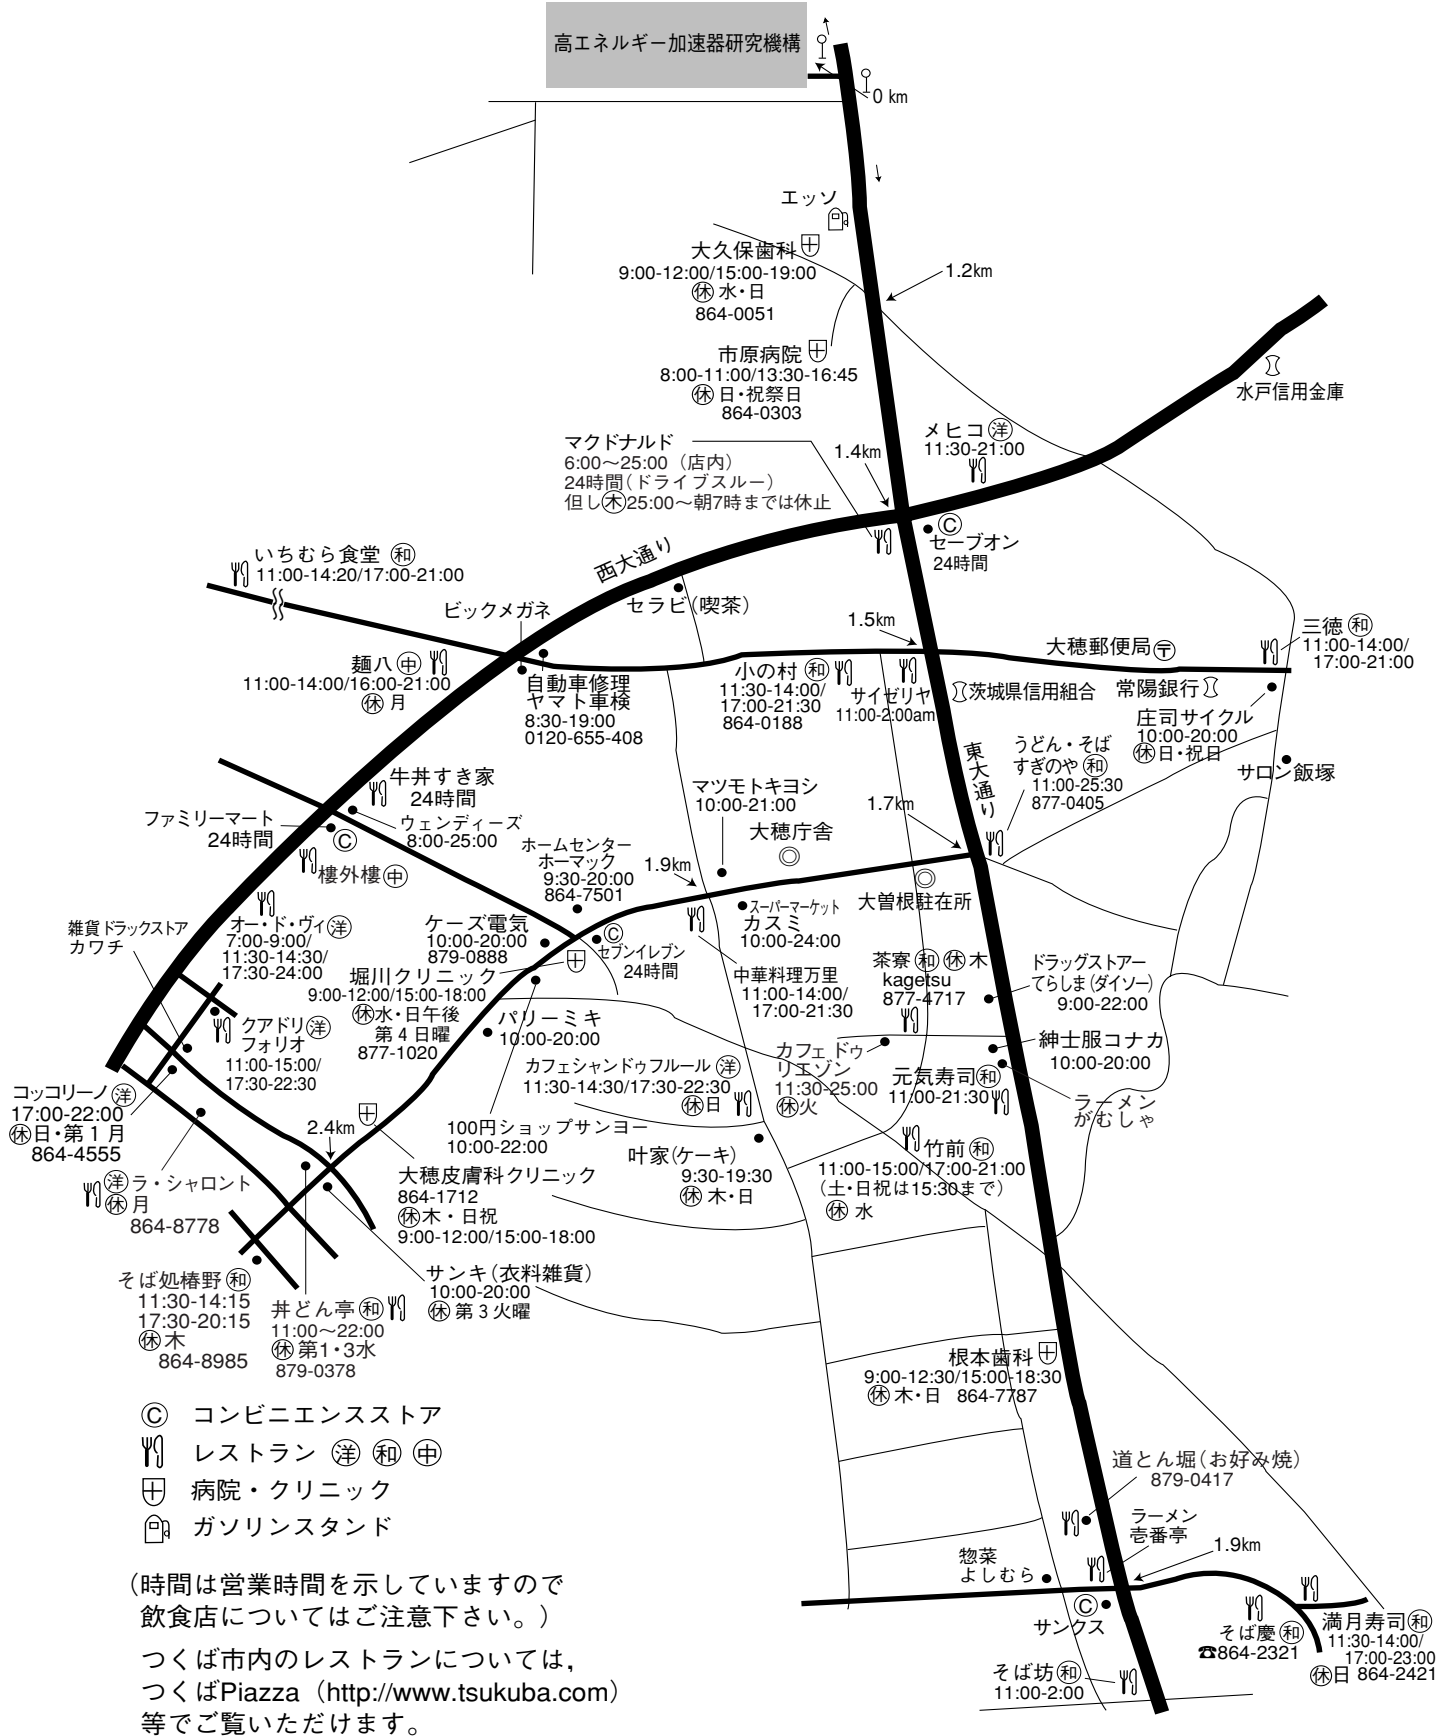 高エネルギー加速器研究機構
0 km
エッソ
大久保歯科
9:00-12:00/15:00-19:00
㊡ 水・日
864-0051
1.2km
市原病院
8:00-11:00/13:30-16:45
㊡ 日・祝祭日
864-0303
水戸信用金庫
メヒコ ㊥洋
11:30-21:00
マクドナルド
6:00〜25:00（店内）
24時間（ドライブスルー）
但し㊍25:00〜朝7時までは休止
1.4km
Ⓒ
セーブオン
24時間
西大通り
いちむら食堂 和
11:00-14:20/17:00-21:00
セラビ（喫茶）
ビックメガネ
1.5km
大穂郵便局 〒
三徳 和
11:00-14:00/
17:00-21:00
麺八 ㊥
11:00-14:00/16:00-21:00
㊡ 月
自動車修理
ヤマト車検
8:30-19:00
0120-655-408
小の村 和
11:30-14:00/
17:00-21:30
864-0188
サイゼリヤ
11:00-2:00am
茨城県信用組合
常陽銀行
庄司サイクル
10:00-20:00
㊡日・祝日
サロン飯塚
東大通り
うどん・そば
すぎのや 和
11:00-25:30
877-0405
牛丼すき家
24時間
ファミリーマート
24時間
Ⓒ
ウェンディーズ
8:00-25:00
マツモトキヨシ
10:00-21:00
1.7km
大穂庁舎
◎
樓外樓 ㊥
ホームセンター
ホーマック
9:30-20:00
864-7501
1.9km
◎
大曽根駐在所
雑貨 ドラックストア
カワチ
オー・ド・ヴィ 洋
7:00-9:00/
11:30-14:30/
17:30-24:00
ケーズ電気
10:00-20:00
879-0888
Ⓒ
セブンイレブン
24時間
スーパーマーケット
カスミ
10:00-24:00
中華料理万里
11:00-14:00/
17:00-21:30
茶寮 和 ㊡ 木
kagetsu
877-4717
ドラッグストアー
てらしま（ダイソー）
9:00-22:00
堀川クリニック
9:00-12:00/15:00-18:00
㊡水・日午後
第４日曜
877-1020
クアドリ 洋
フォリオ
11:00-15:00/
17:30-22:30
パリーミキ
10:00-20:00
カフェ ドゥ
リエゾン
11:30-25:00
㊡火
紳士服コナカ
10:00-20:00
元気寿司 和
11:00-21:30
ラーメン
がむしゃ
カフェシャンドゥフルール 洋
11:30-14:30/17:30-22:30
㊡日
コッコリーノ 洋
17:00-22:00
㊡日・第１月
864-4555
2.4km
100円ショップサンヨー
10:00-22:00
叶家（ケーキ）
9:30-19:30
㊡ 木・日
竹前 和
11:00-15:00/17:00-21:00
（土・日祝は15:30まで）
㊡ 水
洋 ラ・シャロント
㊡ 月
864-8778
大穂皮膚科クリニック
864-1712
㊡木・日祝
9:00-12:00/15:00-18:00
そば処椿野 和
11:30-14:15
17:30-20:15
㊡ 木
864-8985
丼どん亭 和
11:00〜22:00
㊡ 第1・3水
879-0378
サンキ（衣料雑貨）
10:00-20:00
㊡ 第３火曜
根本歯科
9:00-12:30/15:00-18:30
㊡ 木・日 864-7787
Ⓒ コンビニエンスストア
レストラン 洋 和 中
病院・クリニック
ガソリンスタンド
道とん堀（お好み焼）
879-0417
ラーメン
壱番亭
1.9km
惣菜
よしむら
Ⓒ
サンクス
そば慶 和
☎864-2321
満月寿司 和
11:30-14:00/
17:00-23:00
㊡日 864-2421
そば坊 和
11:00-2:00
（時間は営業時間を示していますので
飲食店についてはご注意下さい。）
つくば市内のレストランについては，
つくばPiazza（http://www.tsukuba.com）
等でご覧いただけます。